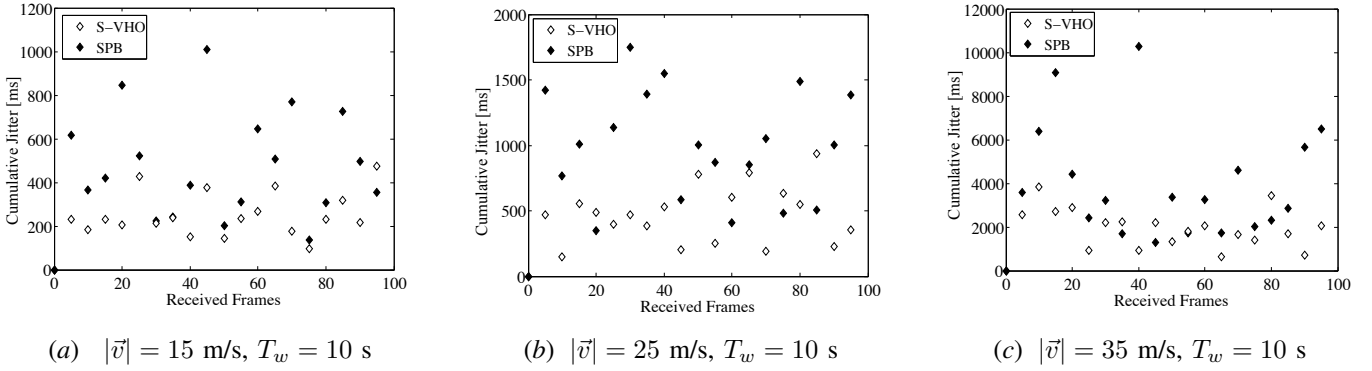 1200
1000
800
600
400
200
0
0 20 40 60 80 100
Cumulative Jitter [ms]
Received Frames
S−VHO
SPB
(a) |v⃗| = 15 m/s, T_w = 10 s
2000
1500
1000
500
0
0 20 40 60 80 100
Cumulative Jitter [ms]
Received Frames
S−VHO
SPB
(b) |v⃗| = 25 m/s, T_w = 10 s
12000
10000
8000
6000
4000
2000
0
0 20 40 60 80 100
Cumulative Jitter [ms]
Received Frames
S−VHO
SPB
(c) |v⃗| = 35 m/s, T_w = 10 s